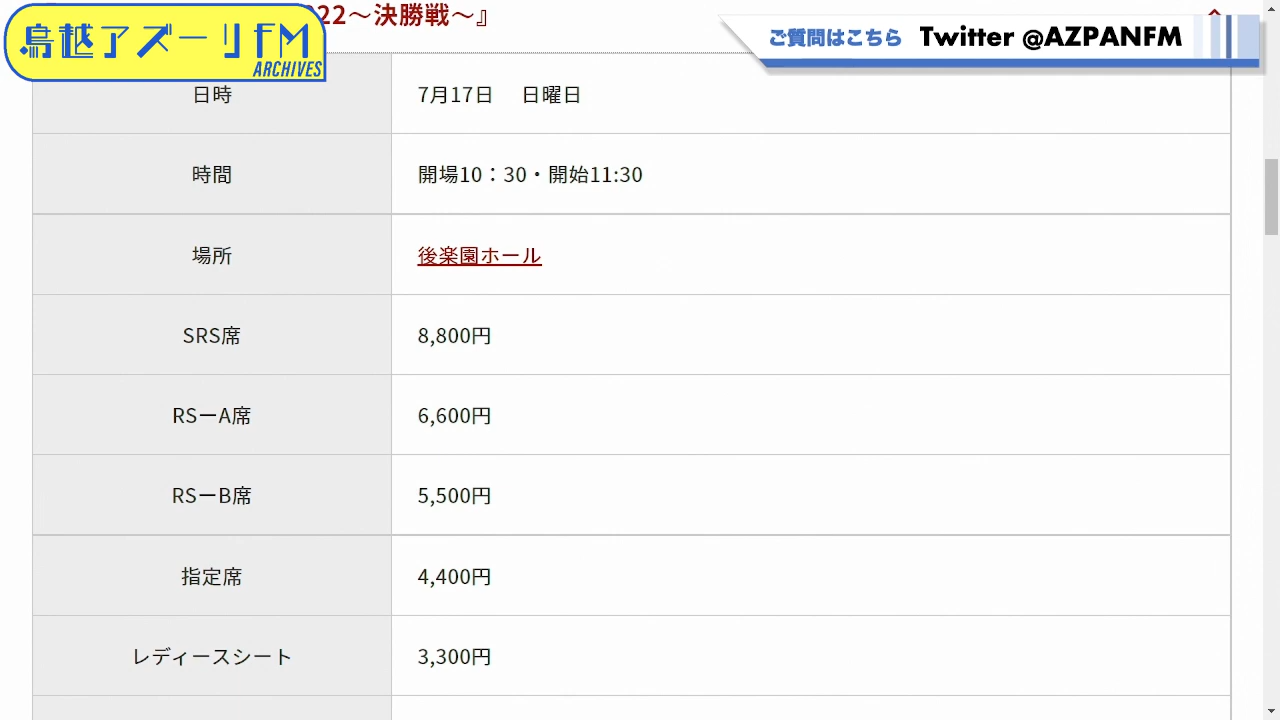 22～決勝戦～』
鳥越アズーリFM
ARCHIVES
ご質問はこちら Twitter @AZPANFM
日時 7月17日 日曜日
時間 開場10：30・開始11:30
場所 後楽園ホール
SRS席 8,800円
RSーA席 6,600円
RSーB席 5,500円
指定席 4,400円
レディースシート 3,300円